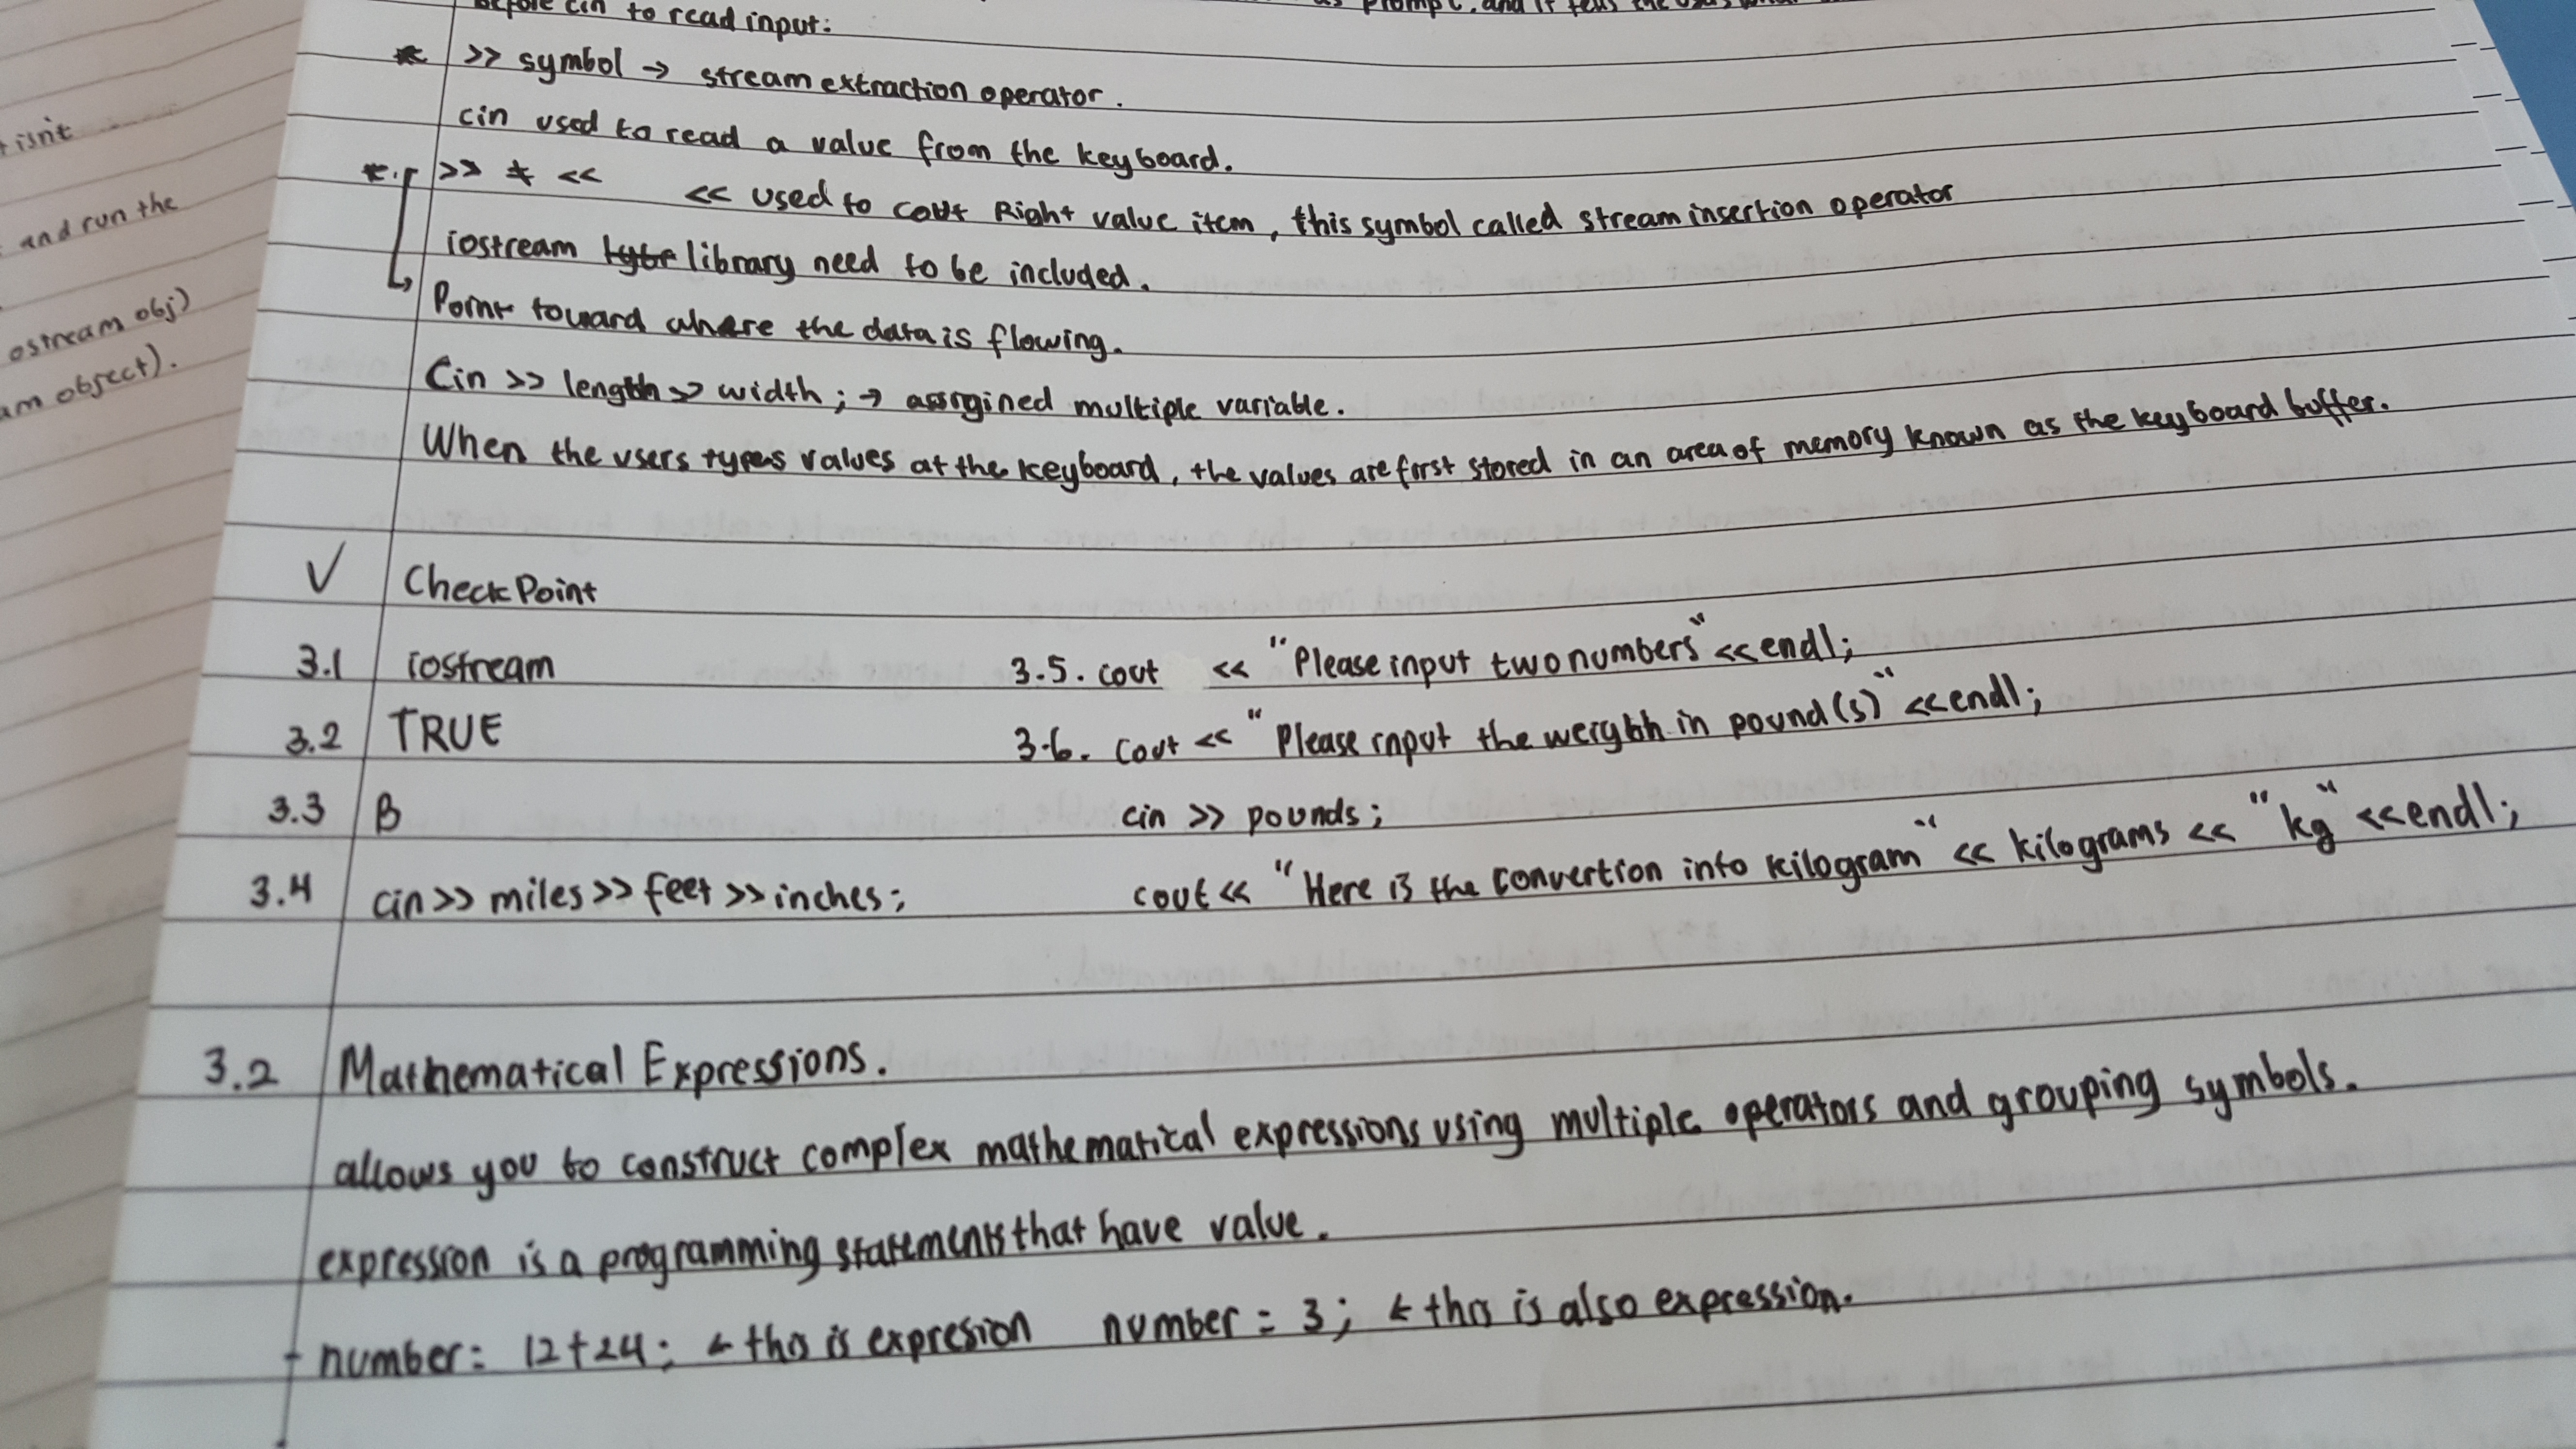 before cin to read input:
as prompt, and it tells the user what
* >> symbol → stream extraction operator.
cin used to read a value from the keyboard.
*. >> ≠ << << used to cout Right value item, this symbol called stream insertion operator
iostream library need to be included.
Point toward where the data is flowing.
Cin >> length >> width; → assigined multiple variable.
When the users types values at the keyboard, the values are first stored in an area of memory known as the keyboard buffer.
✓ CheckPoint
3.1 iostream
3.2 TRUE
3.3 B
3.4 cin >> miles >> feet >> inches;
3.5. cout << "Please input two numbers" << endl;
3.6. cout << "Please input the weighh in pound(s)" << endl;
cin >> pounds;
cout << "Here is the convertion into kilogram" << kilograms << "kg" << endl;
3.2 Mathematical Expressions.
allows you to construct complex mathematical expressions using multiple operators and grouping symbols.
expression is a programming statements that have value.
number = 12+24; ← this is expresion number = 3; ← this is also expression.
isn't
and run the
ostream obj)
am object).